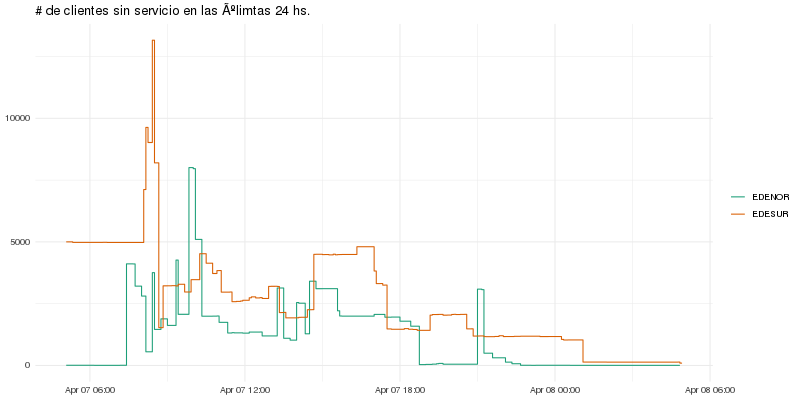 # de clientes sin servicio en las Ãºlimtas 24 hs.
10000
5000
0
Apr 07 06:00
Apr 07 12:00
Apr 07 18:00
Apr 08 00:00
Apr 08 06:00
EDENOR
EDESUR